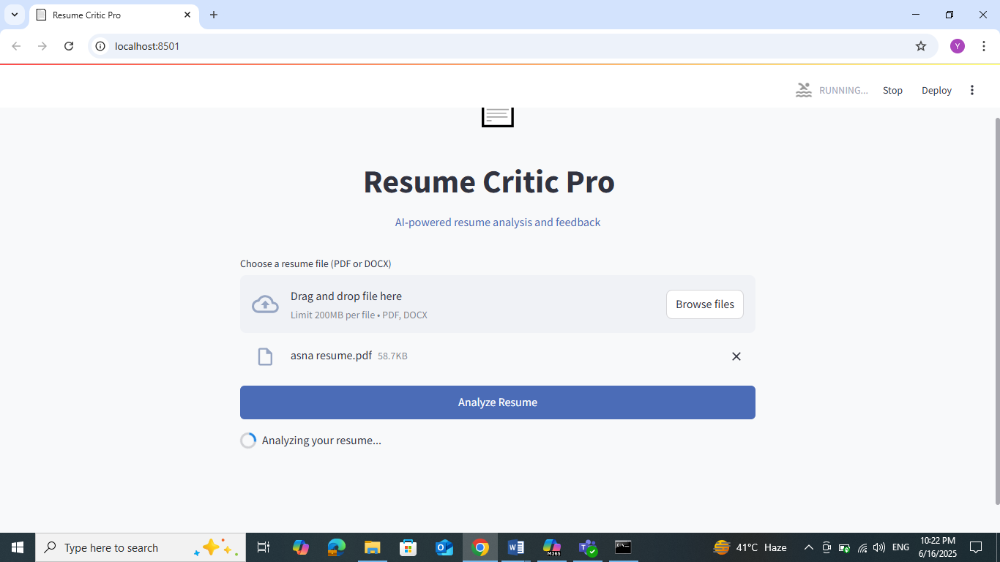 Resume Critic Pro
localhost:8501
Y
RUNNING...
Stop
Deploy
Resume Critic Pro
AI-powered resume analysis and feedback
Choose a resume file (PDF or DOCX)
Drag and drop file here
Limit 200MB per file • PDF, DOCX
Browse files
asna resume.pdf 58.7KB
Analyze Resume
Analyzing your resume...
Type here to search
M365
41°C Haze
ENG
10:22 PM
6/16/2025